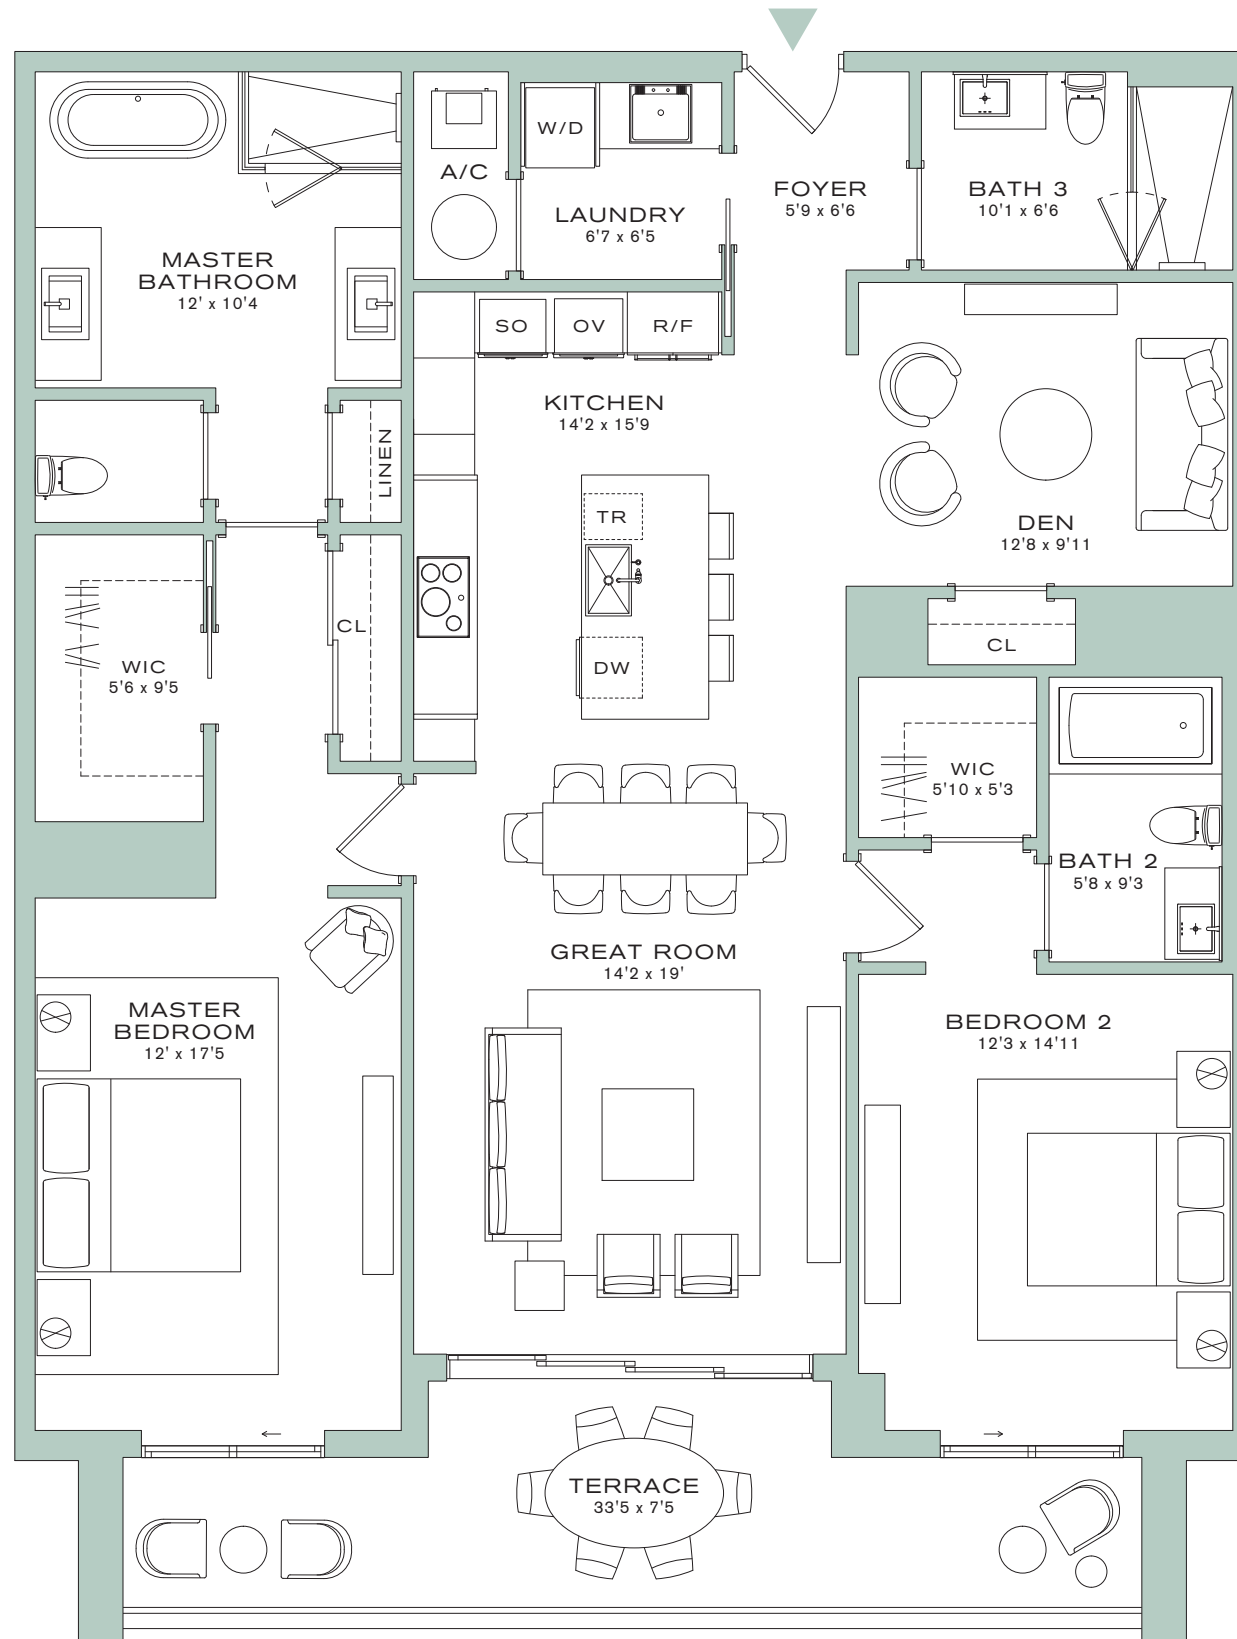 W/D
A/C
LAUNDRY
6'7 x 6'5
FOYER
5'9 x 6'6
BATH 3
10'1 x 6'6
MASTER
BATHROOM
12' x 10'4
SO
OV
R/F
KITCHEN
14'2 x 15'9
LINEN
TR
DEN
12'8 x 9'11
CL
CL
DW
WIC
5'6 x 9'5
WIC
5'10 x 5'3
BATH 2
5'8 x 9'3
GREAT ROOM
14'2 x 19'
MASTER
BEDROOM
12' x 17'5
BEDROOM 2
12'3 x 14'11
TERRACE
33'5 x 7'5